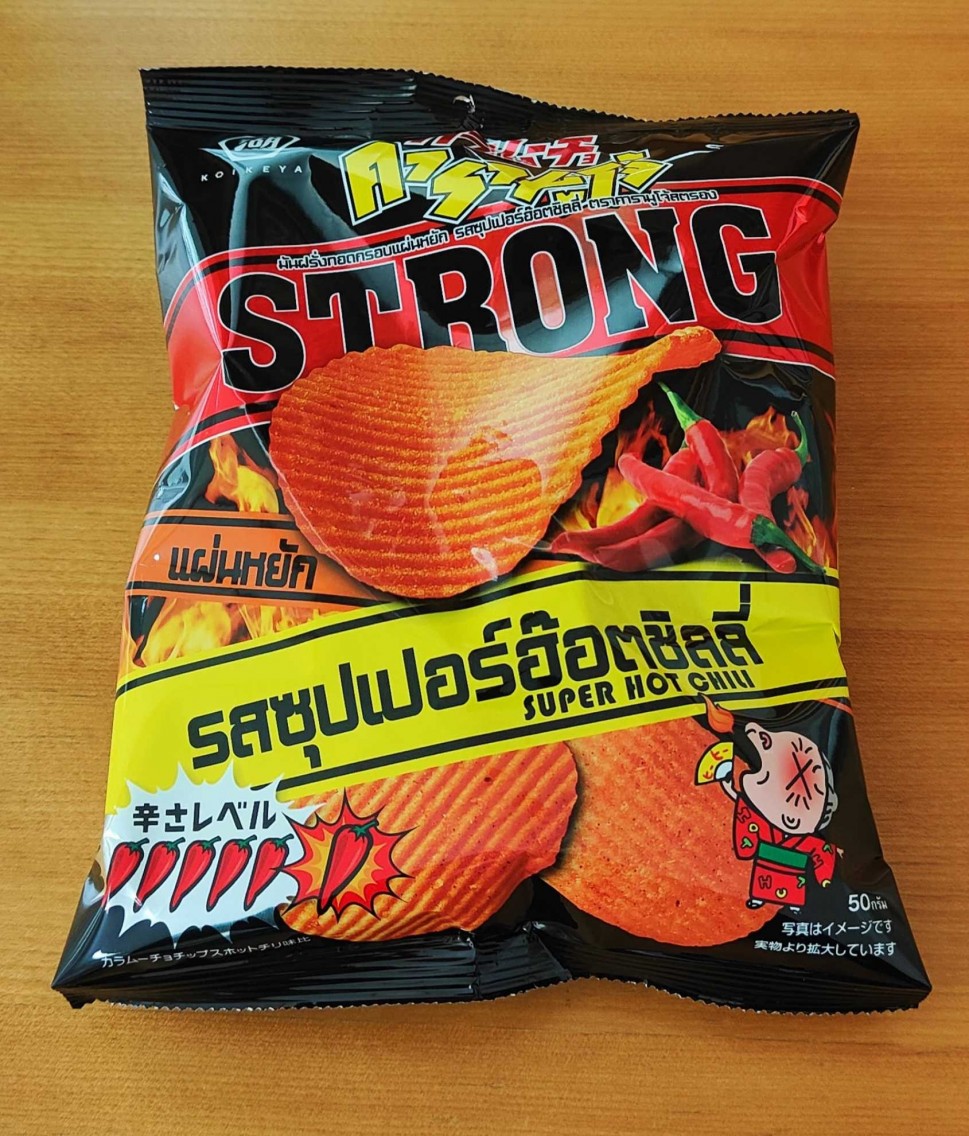 KOIKEYA
คารามูโจ้
มันฝรั่งทอดกรอบแผ่นหยัก รสซุปเปอร์ฮ๊อตชิลลี่ ตราคารามูโจ้สตรอง
STRONG
แผ่นหยัก
รสซุปเปอร์ฮ๊อตชิลลี่
SUPER HOT CHILI
辛さレベル
HOT
50กรัม
写真はイメージです
実物より拡大しています
カラムーチョチップスホットチリ味比